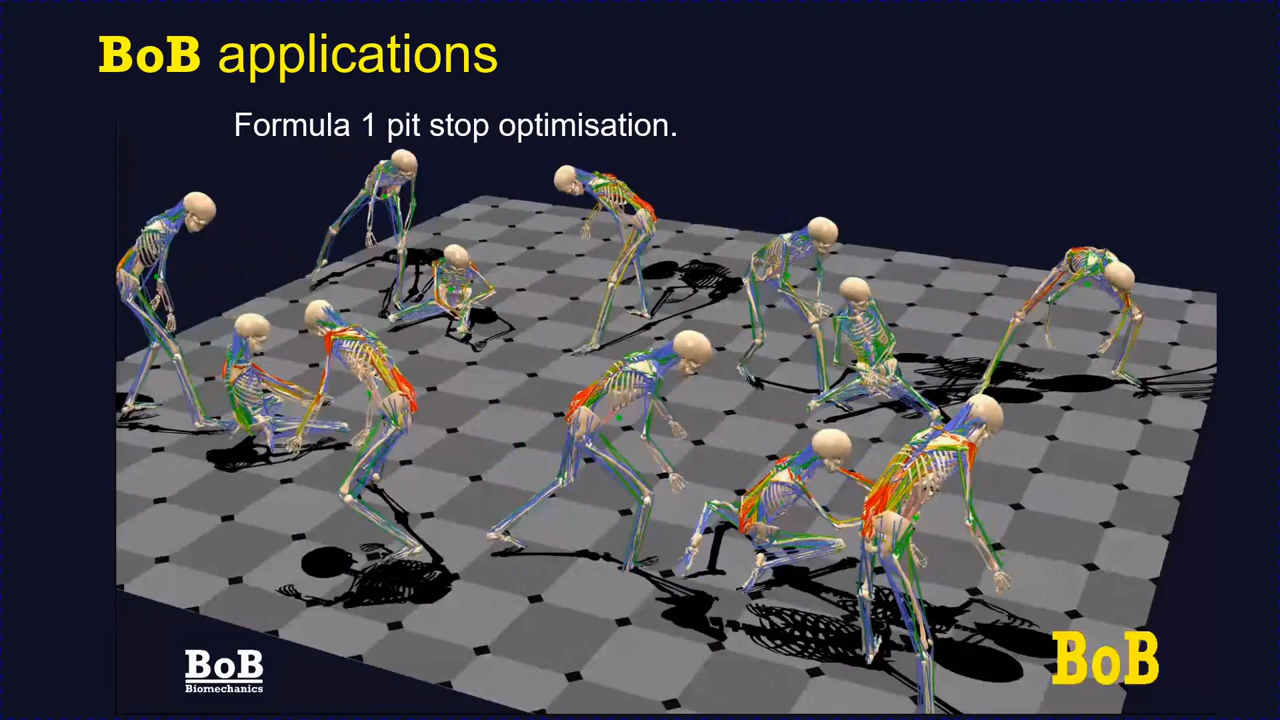 BoB applications
Formula 1 pit stop optimisation.
BoB
Biomechanics
BoB